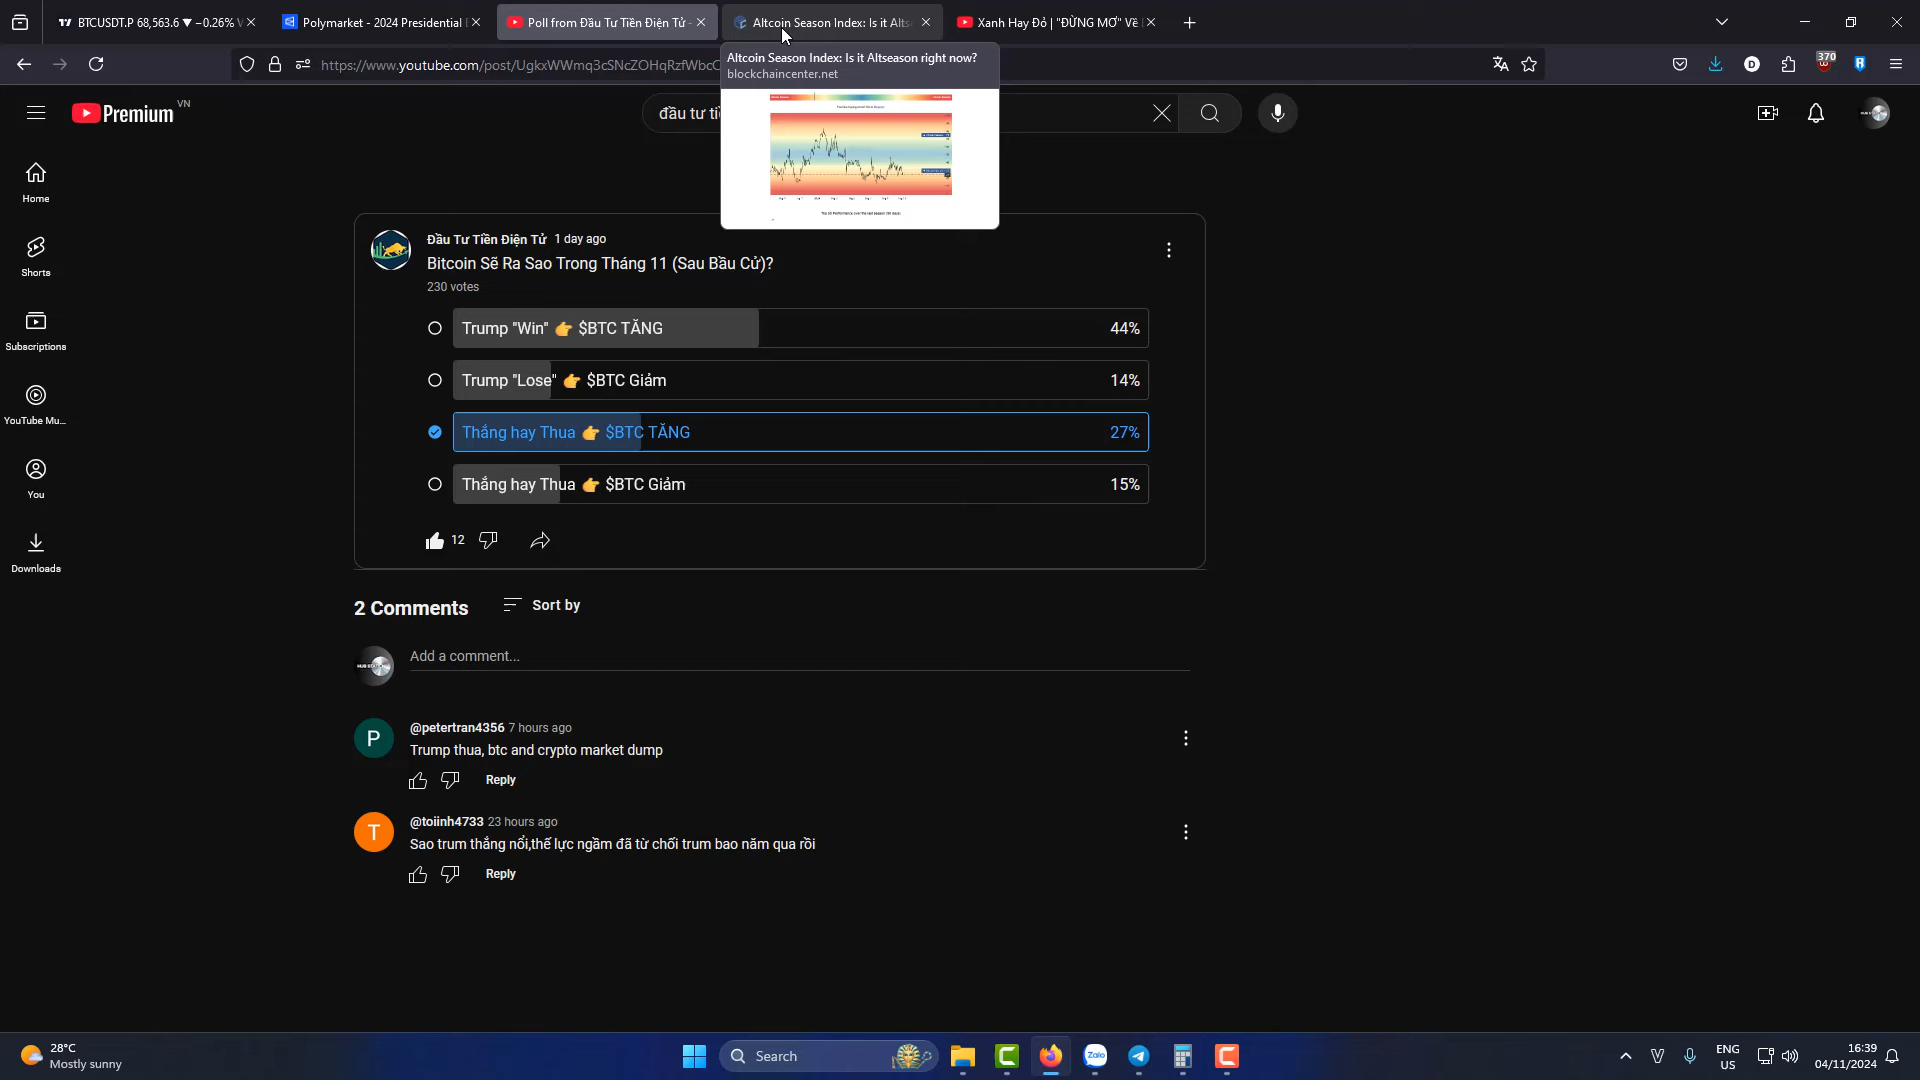 BTCUSDT.P 68,563.6 ▼ −0.26% V
Polymarket - 2024 Presidential E
Poll from Đầu Tư Tiền Điện Tử -
Altcoin Season Index: Is it Alts
Xanh Hay Đỏ | "ĐỪNG MƠ" Về
https://www.youtube.com/post/UgkxWWmq3cSNcZOHqRzfWbcC
370
Altcoin Season Index: Is it Altseason right now?
blockchaincenter.net
Premium
VN
đầu tư tiề
Home
Shorts
Subscriptions
YouTube Mu...
You
Downloads
Đầu Tư Tiền Điện Tử 1 day ago
Bitcoin Sẽ Ra Sao Trong Tháng 11 (Sau Bầu Cử)?
230 votes
Trump "Win" 👉 $BTC TĂNG 44%
Trump "Lose" 👉 $BTC Giảm 14%
Thắng hay Thua 👉 $BTC TĂNG 27%
Thắng hay Thua 👉 $BTC Giảm 15%
12
2 Comments
Sort by
Add a comment...
P
@petertran4356 7 hours ago
Trump thua, btc and crypto market dump
Reply
T
@toiinh4733 23 hours ago
Sao trum thắng nổi,thế lực ngầm đã từ chối trum bao năm qua rồi
Reply
28°C
Mostly sunny
Search
Zalo
ENG
US
16:39
04/11/2024